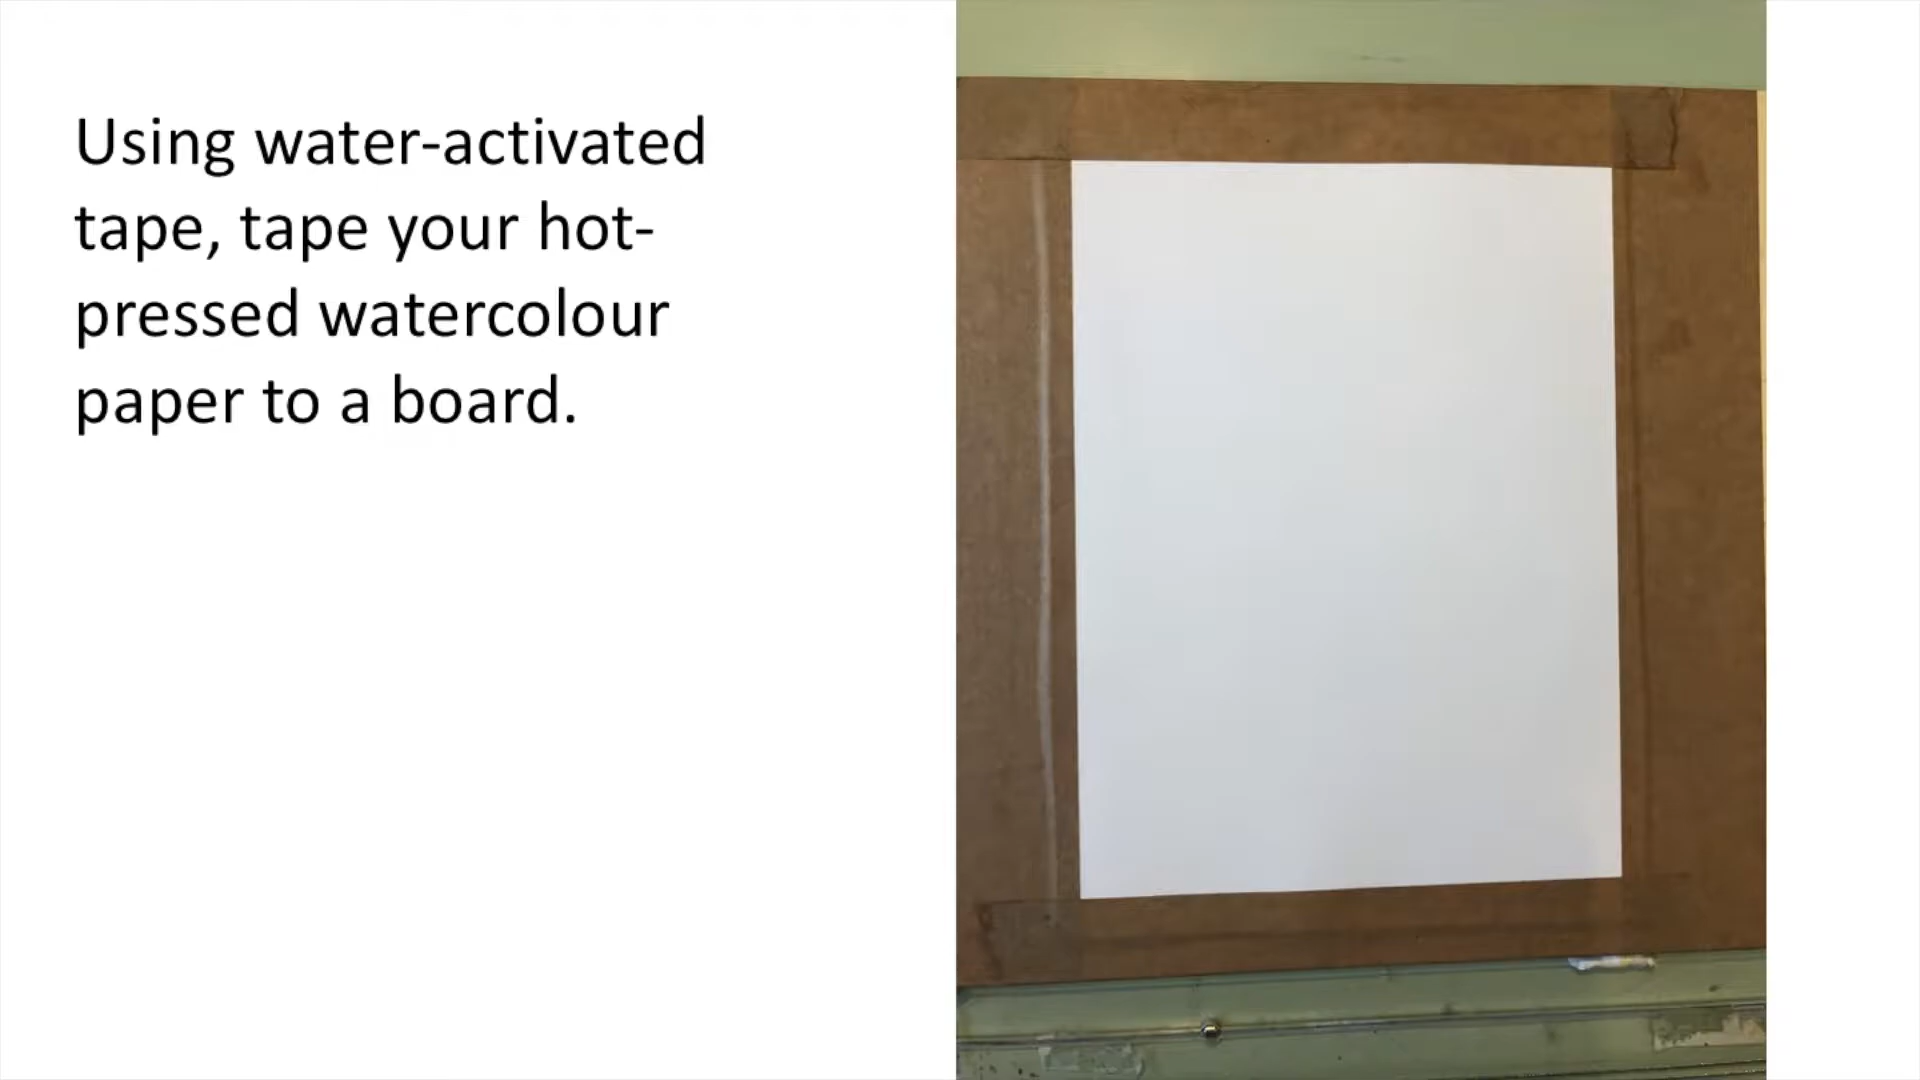 Using water-activated
tape, tape your hot-
pressed watercolour
paper to a board.